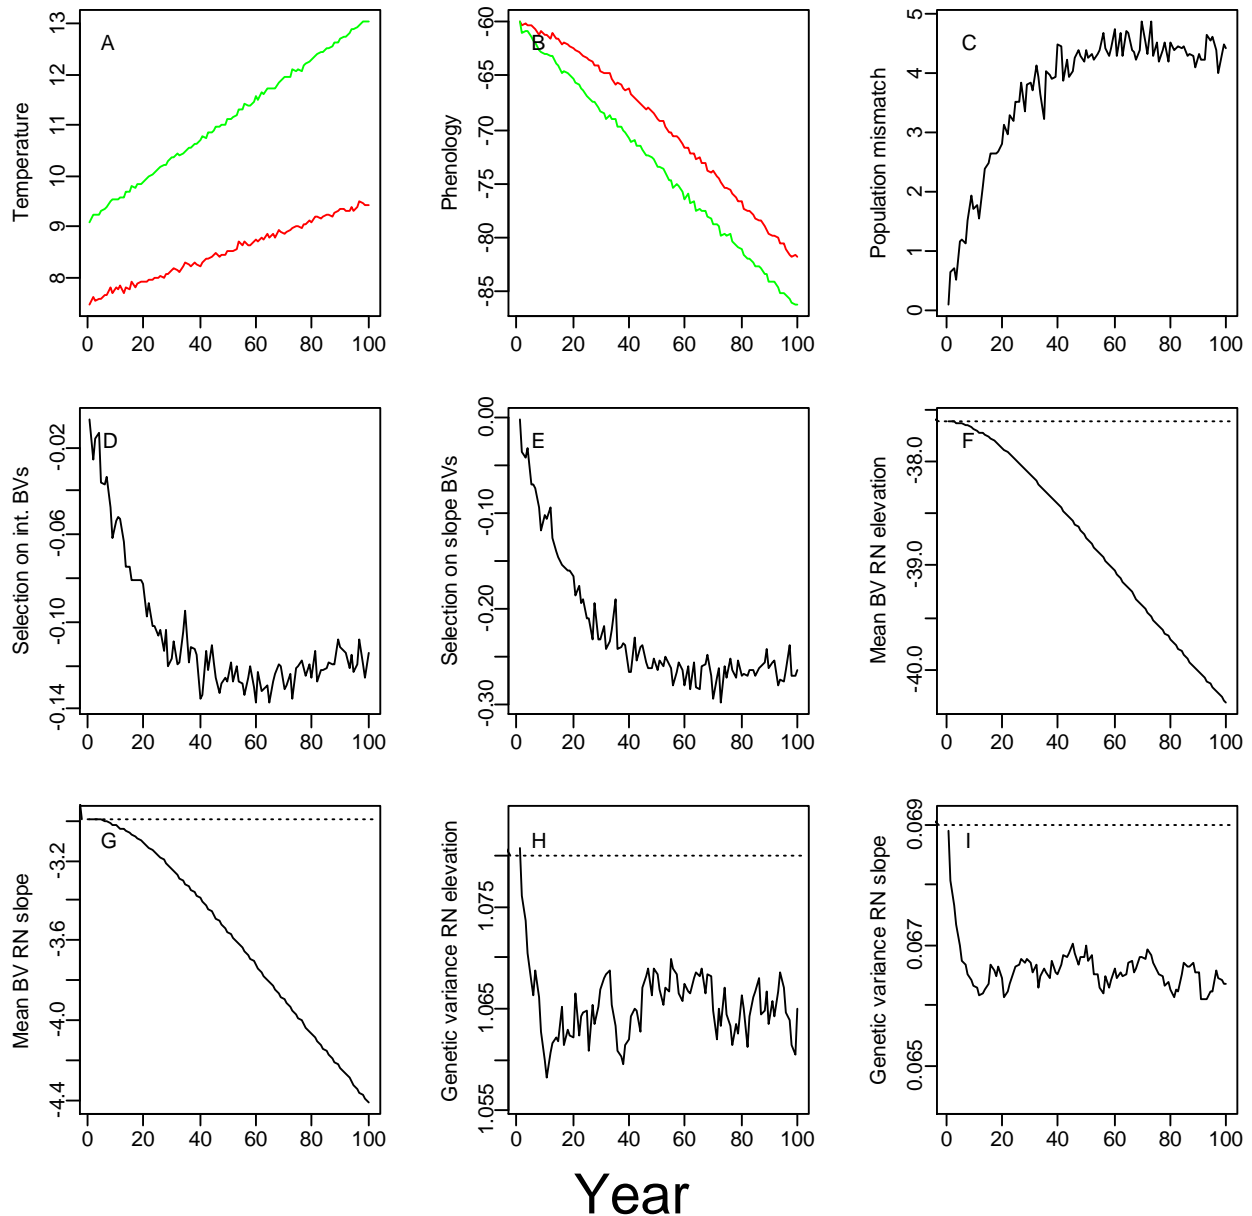 A
Temperature
13
12
11
10
9
8
0 20 40 60 80 100
B
Phenology
-60
-65
-70
-75
-80
-85
0 20 40 60 80 100
C
Population mismatch
5
4
3
2
1
0
0 20 40 60 80 100
D
Selection on int. BVs
-0.02
-0.06
-0.10
-0.14
0 20 40 60 80 100
E
Selection on slope BVs
0.00
-0.10
-0.20
-0.30
0 20 40 60 80 100
F
Mean BV RN elevation
-38.0
-39.0
-40.0
0 20 40 60 80 100
G
Mean BV RN slope
-3.2
-3.6
-4.0
-4.4
0 20 40 60 80 100
H
Genetic variance RN elevation
1.075
1.065
1.055
0 20 40 60 80 100
I
Genetic variance RN slope
0.069
0.067
0.065
0 20 40 60 80 100
Year